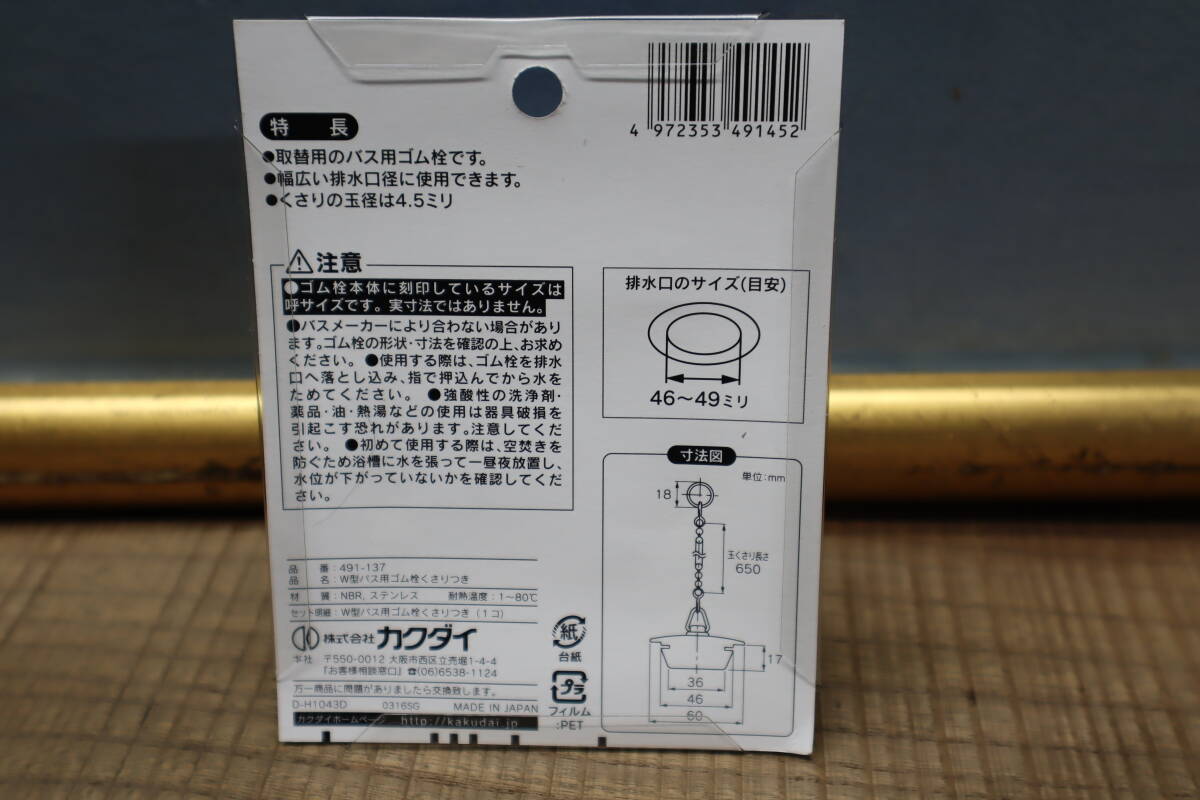 特 長
●取替用のバス用ゴム栓です。
●幅広い排水口径に使用できます。
●くさりの玉径は4.5ミリ
4 972353 491452
注意
●ゴム栓本体に刻印しているサイズは
呼サイズです。実寸法ではありません。
●バスメーカーにより合わない場合があり
ます。ゴム栓の形状・寸法を確認の上、お求め
ください。 ●使用する際は、ゴム栓を排水
口へ落とし込み、指で押込んでから水を
ためてください。 ●強酸性の洗浄剤・
薬品・油・熱湯などの使用は器具破損を
引起こす恐れがあります。注意してくだ
さい。 ●初めて使用する際は、空焚きを
防ぐため浴槽に水を張って一昼夜放置し、
水位が下がっていないかを確認してくだ
さい。
排水口のサイズ(目安)
46〜49ミリ
寸法図
単位:mm
18
玉くさり長さ
650
17
36
46
60
品 番:491-137
品 名:W型バス用ゴム栓くさりつき
材 質:NBR, ステンレス 耐熱温度:1〜80℃
セット明細:W型バス用ゴム栓くさりつき(1コ)
株式会社 カクダイ
本社 〒550-0012 大阪市西区立売堀1-4-4
「お客様相談窓口」☎(06)6538-1124
万一商品に問題がありましたら交換致します。
D-H1043D 0316SG MADE IN JAPAN
カクダイホームページ http://kakudai.jp
紙
台紙
プラ
フィルム
:PET